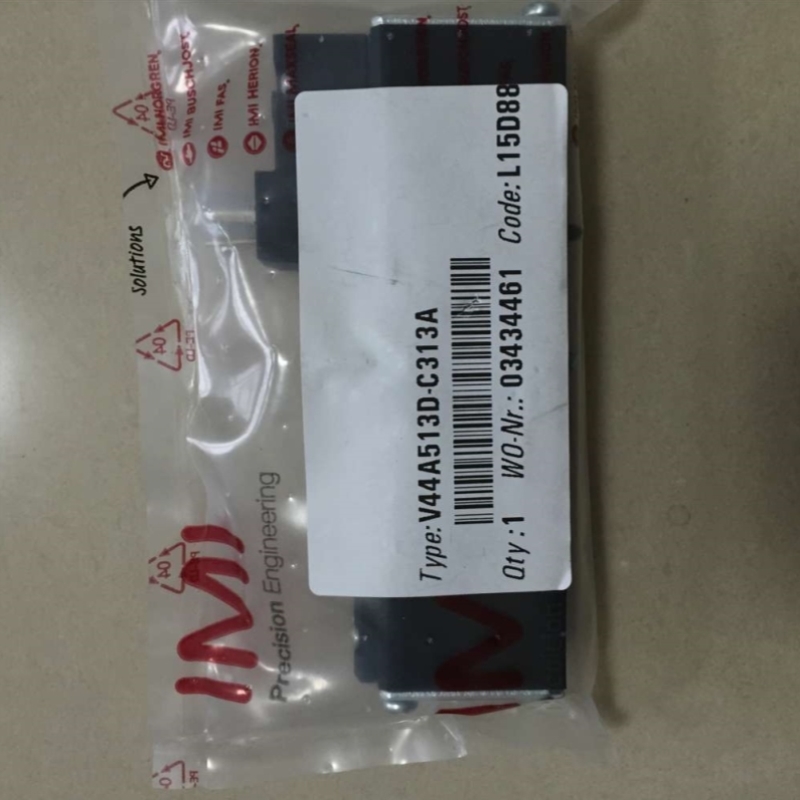 IMI NORGREN.
IMI BUSCHJOST.
IMI FAS.
IMI HERION.
IMI MAXSEAL
solutions
IMI
Precision Engineering
Type: V44A513D-C313A
Qty : 1 WO-Nr.: 03434461 Code: L15D88